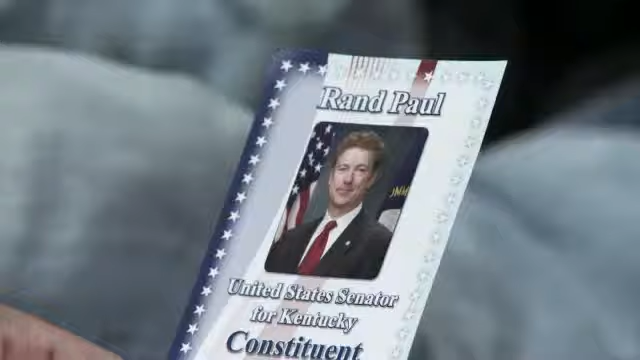 Rand Paul
United States Senator
for Kentucky
Constituent